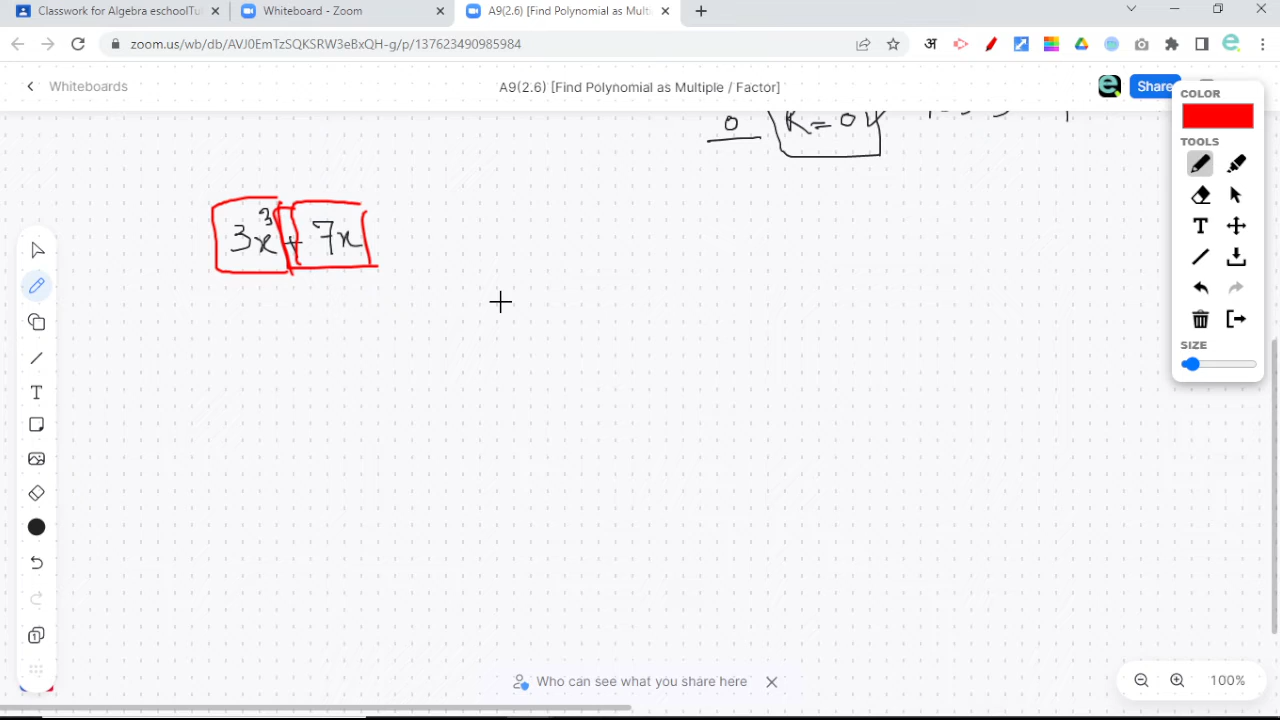 Classwork for Algebra eschoolTu
Whiteboard - Zoom
A9(2.6) [Find Polynomial as Mult
zoom.us/wb/db/AVJ0EmTzSQKSRW3eBxQH-g/p/137623490985984
अ
Whiteboards
A9(2.6) [Find Polynomial as Multiple / Factor]
Share
COLOR
TOOLS
SIZE
0 R=0
3x³+7x
Who can see what you share here
100%